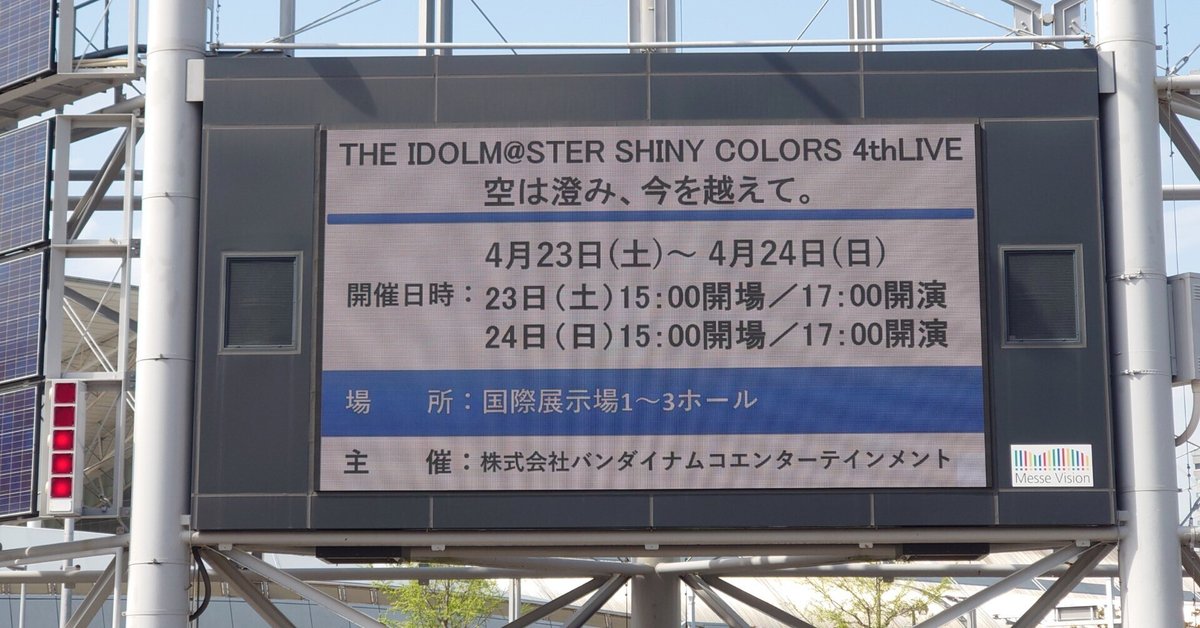 THE IDOLM@STER SHINY COLORS 4thLIVE
空は澄み、今を越えて。
4月23日(土)～ 4月24日(日)
開催日時：23日(土)15:00開場／17:00開演
24日(日)15:00開場／17:00開演
場　　所：国際展示場1～3ホール
主　　催：株式会社バンダイナムコエンターテインメント
Messe Vision